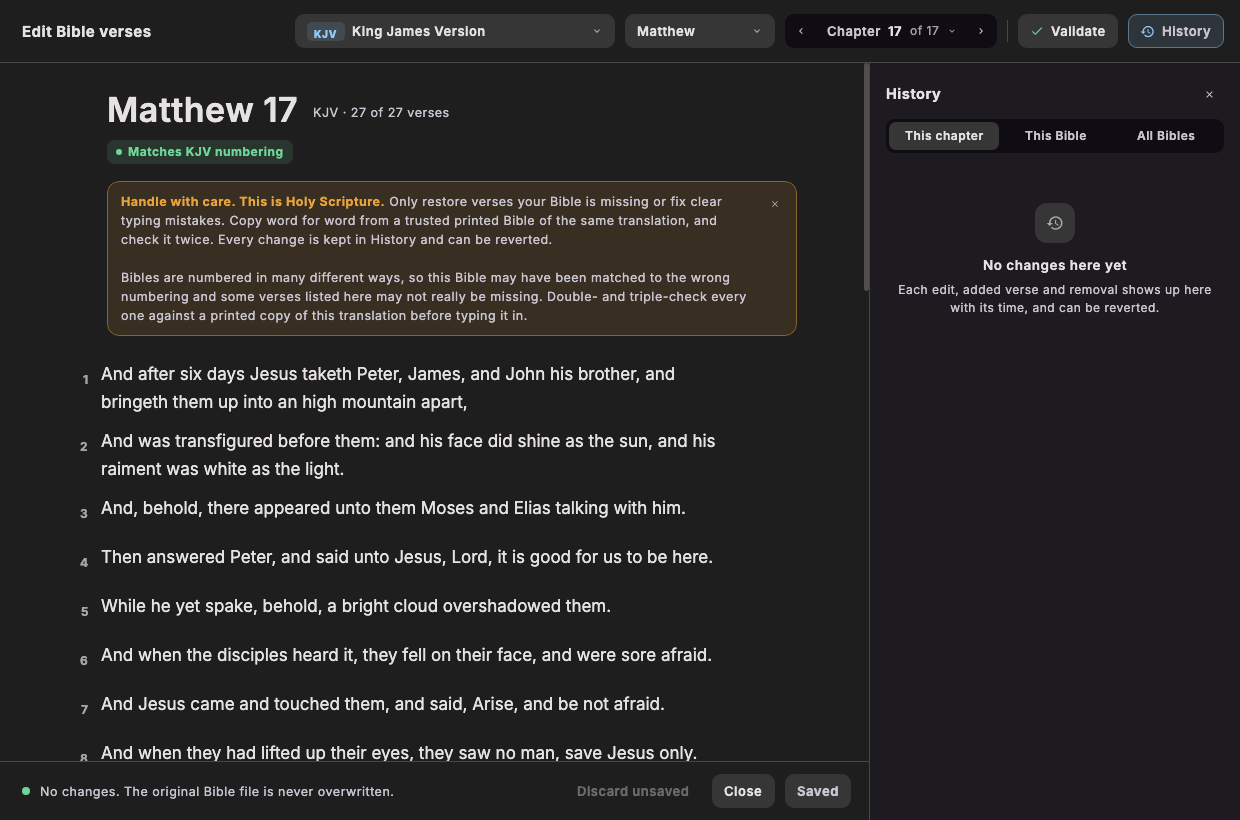 Edit Bible verses
KJV King James Version
Matthew
Chapter 17 of 17
Validate
History
Matthew 17
KJV · 27 of 27 verses
Matches KJV numbering
Handle with care. This is Holy Scripture. Only restore verses your Bible is missing or fix clear
typing mistakes. Copy word for word from a trusted printed Bible of the same translation, and
check it twice. Every change is kept in History and can be reverted.
Bibles are numbered in many different ways, so this Bible may have been matched to the wrong
numbering and some verses listed here may not really be missing. Double- and triple-check every
one against a printed copy of this translation before typing it in.
1 And after six days Jesus taketh Peter, James, and John his brother, and
bringeth them up into an high mountain apart,
2 And was transfigured before them: and his face did shine as the sun, and his
raiment was white as the light.
3 And, behold, there appeared unto them Moses and Elias talking with him.
4 Then answered Peter, and said unto Jesus, Lord, it is good for us to be here.
5 While he yet spake, behold, a bright cloud overshadowed them.
6 And when the disciples heard it, they fell on their face, and were sore afraid.
7 And Jesus came and touched them, and said, Arise, and be not afraid.
8 And when they had lifted up their eyes, they saw no man, save Jesus only.
No changes. The original Bible file is never overwritten.
Discard unsaved
Close
Saved
History
This chapter
This Bible
All Bibles
No changes here yet
Each edit, added verse and removal shows up here
with its time, and can be reverted.